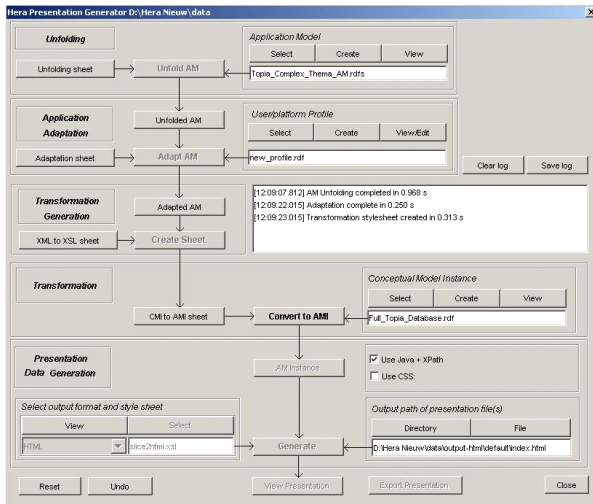 Hera Presentation Generator D:\Hera Nieuw\data
Unfolding
Application Model
Select Create View
Unfolding sheet Unfold AM
Topia_Complex_Thema_AM.rdfs
Application
Adaptation
Unfolded AM
User/platform Profile
Select Create View/Edit
Adaptation sheet Adapt AM
new_profile.rdf
Clear log Save log
Transformation
Generation
Adapted AM
[12:09:07.812] AM Unfolding completed in 0.968 s
[12:09:22.015] Adaptation complete in 0.250 s
[12:09:23.015] Transformation stylesheet created in 0.313 s
XML to XSL sheet Create Sheet
Transformation
Conceptual Model Instance
Select Create View
CMI to AMI sheet Convert to AMI
Full_Topia_Database.rdf
Presentation
Data Generation
AM Instance
Use Java + XPath
Use CSS:
Select output format and style sheet
View Select
HTML slice2html.xsl
Generate
Output path of presentation file(s)
Directory File
D:\Hera Nieuw\data\output-html\default\index.html
Reset Undo View Presentation Export Presentation Close